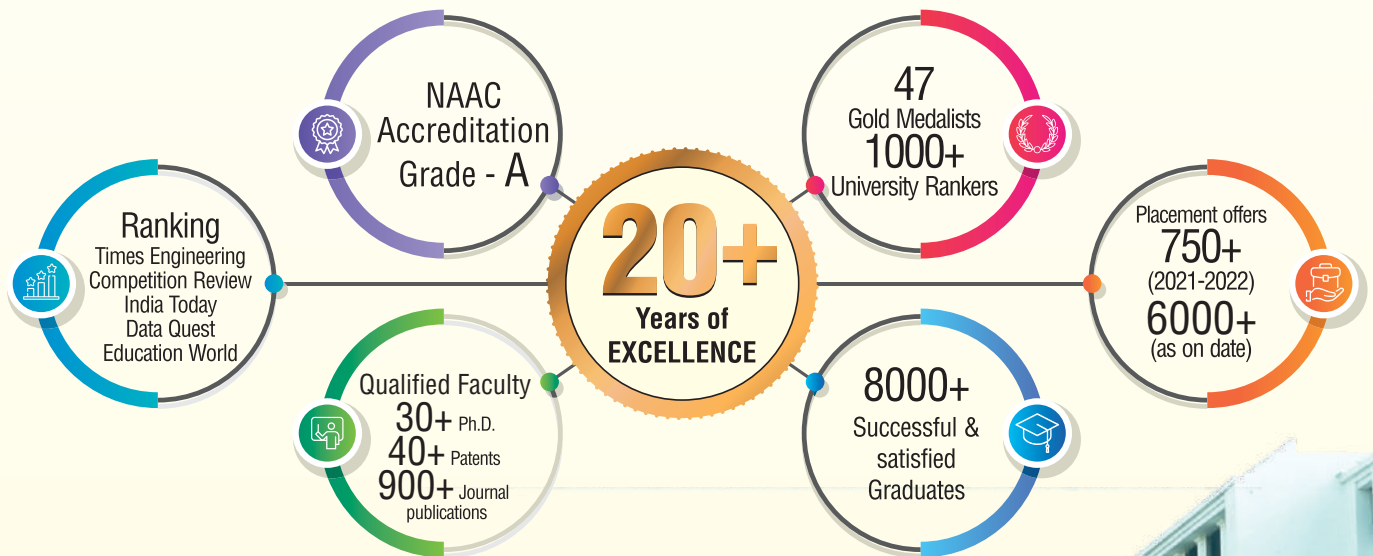 NAAC
Accreditation
Grade - A
47
Gold Medalists
1000+
University Rankers
Ranking
Times Engineering
Competition Review
India Today
Data Quest
Education World
20+
Years of
EXCELLENCE
Placement offers
750+
(2021-2022)
6000+
(as on date)
Qualified Faculty
30+ Ph.D.
40+ Patents
900+ Journal
publications
8000+
Successful &
satisfied
Graduates